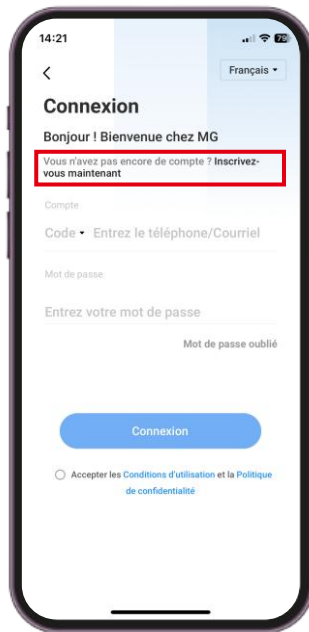 14:21
79
Français
Connexion
Bonjour ! Bienvenue chez MG
Vous n'avez pas encore de compte ? Inscrivez-
vous maintenant
Compte
Code Entrez le téléphone/Courriel
Mot de passe
Entrez votre mot de passe
Mot de passe oublié
Connexion
Accepter les Conditions d'utilisation et la Politique
de confidentialité